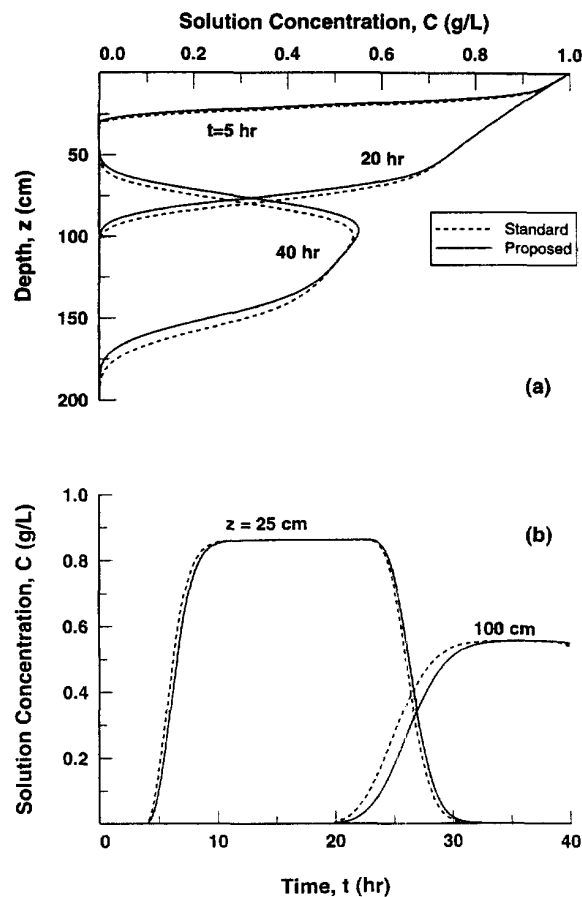 Solution Concentration, C (g/L)
0.0 0.2 0.4 0.6 0.8 1.0
t=5 hr
20 hr
40 hr
50
100
150
200
Depth, z (cm)
Standard
Proposed
(a)
1.0
0.8
0.6
0.4
0.2
Solution Concentration, C (g/L)
z = 25 cm
(b)
100 cm
0 10 20 30 40
Time, t (hr)